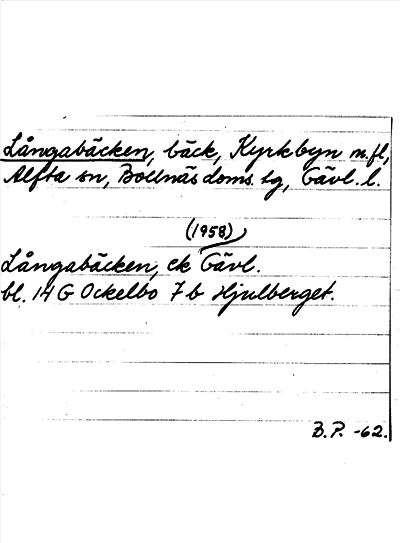 Långabäcken, bäck, Kyrkbyn m.fl,
Alfta sn, Bollnäs doms. tg, Gävl. l.
(1958)
Långabäcken, ek Gävl.
bl. 14 G Ockelbo 7 b Hjulberget.
B.P. -62.